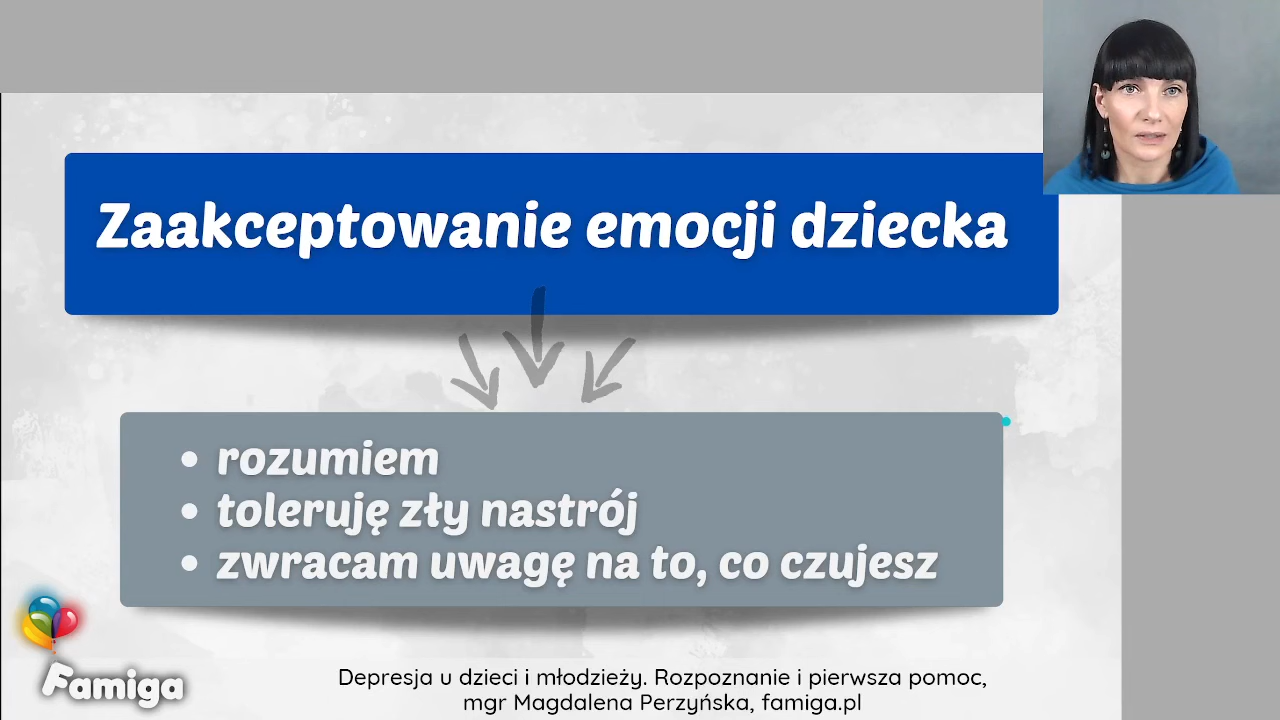 Zaakceptowanie emocji dziecka
• rozumiem
• toleruję zły nastrój
• zwracam uwagę na to, co czujesz
Famiga
Depresja u dzieci i młodzieży. Rozpoznanie i pierwsza pomoc,
mgr Magdalena Perzyńska, famiga.pl